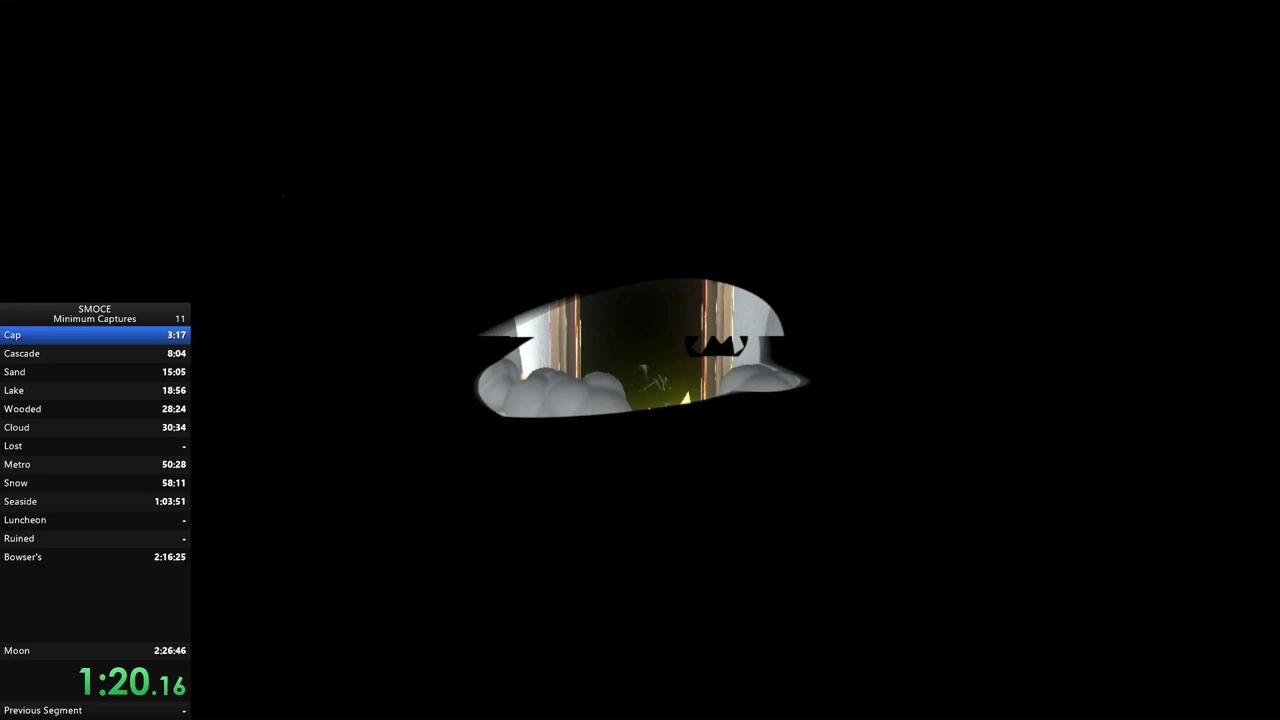 SMOCE
Minimum Captures 11
Cap 3:17
Cascade 8:04
Sand 15:05
Lake 18:56
Wooded 28:24
Cloud 30:34
Lost -
Metro 50:28
Snow 58:11
Seaside 1:03:51
Luncheon -
Ruined -
Bowser's 2:16:25
Moon 2:26:46
1:20.16
Previous Segment -